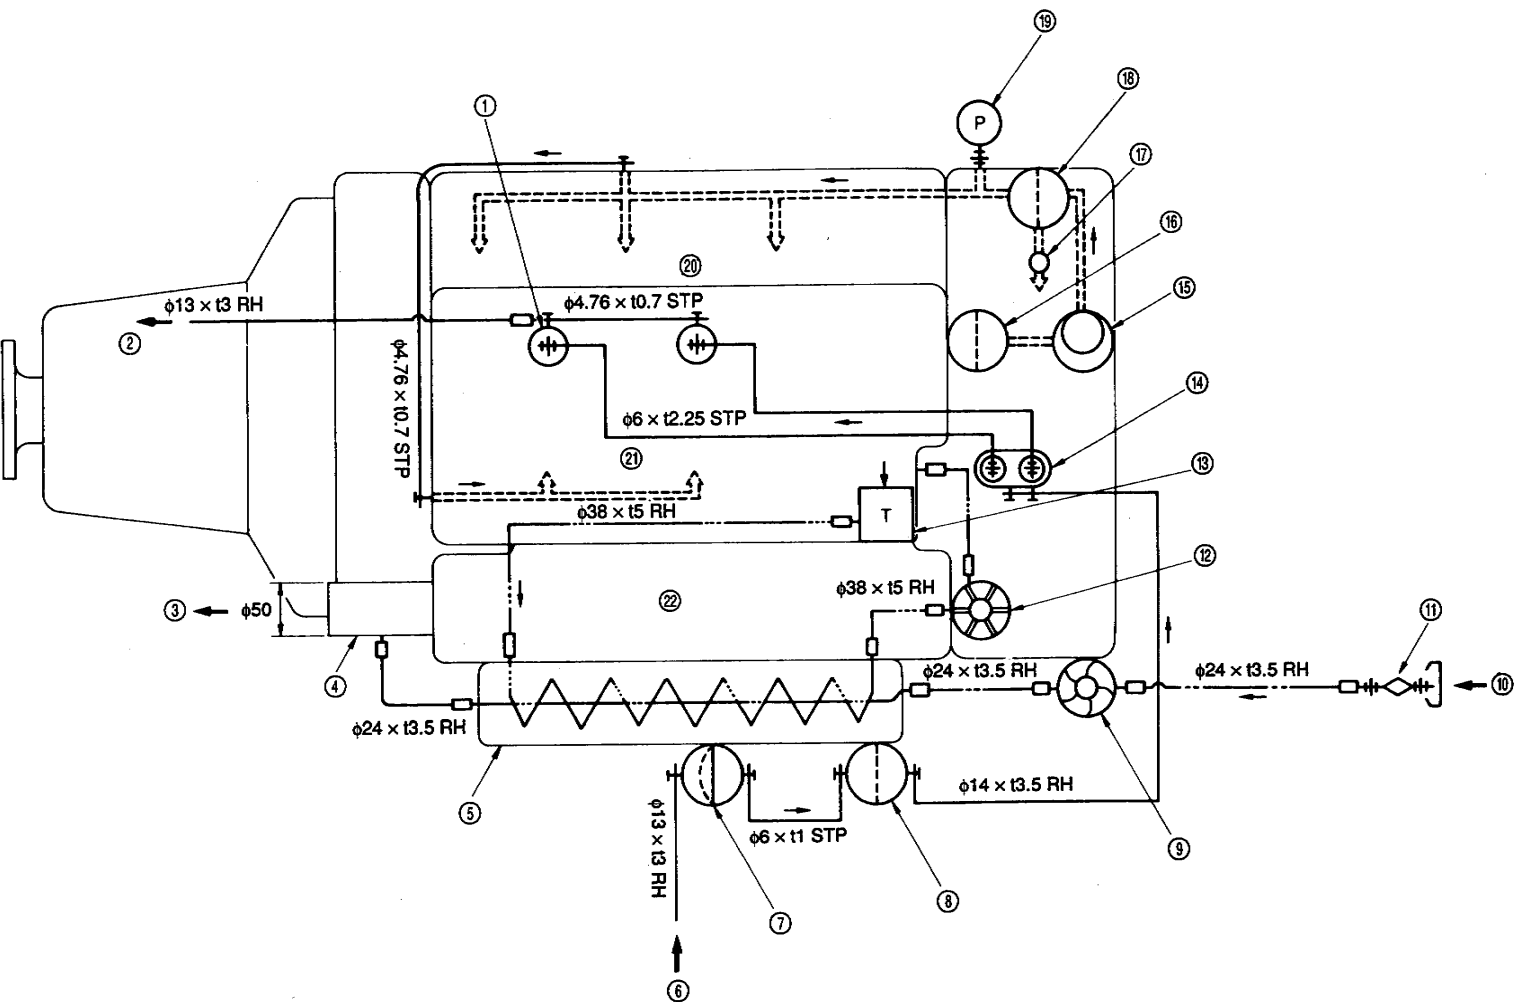 ⑲
P
⑱
①
⑰
⑯
⑳
⑮
ϕ13 × t3 RH
ϕ4.76 × t0.7 STP
②
ϕ4.76 × t0.7 STP
⑭
ϕ6 × t2.25 STP
㉑
⑬
ϕ38 × t5 RH
T
⑫
③
ϕ50
㉒
ϕ38 × t5 RH
⑪
④
ϕ24 × t3.5 RH
ϕ24 × t3.5 RH
⑩
ϕ24 × t3.5 RH
⑤
ϕ13 × t3 RH
ϕ6 × t1 STP
ϕ14 × t3.5 RH
⑨
⑧
⑦
⑥